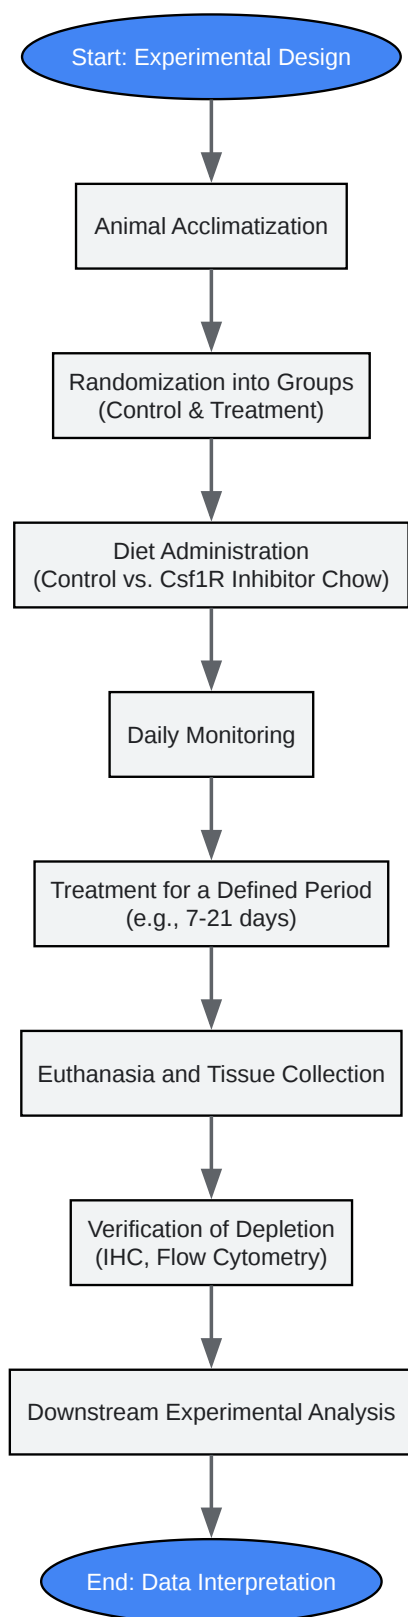 Start: Experimental Design
Animal Acclimatization
Randomization into Groups
(Control & Treatment)
Diet Administration
(Control vs. Csf1R Inhibitor Chow)
Daily Monitoring
Treatment for a Defined Period
(e.g., 7-21 days)
Euthanasia and Tissue Collection
Verification of Depletion
(IHC, Flow Cytometry)
Downstream Experimental Analysis
End: Data Interpretation